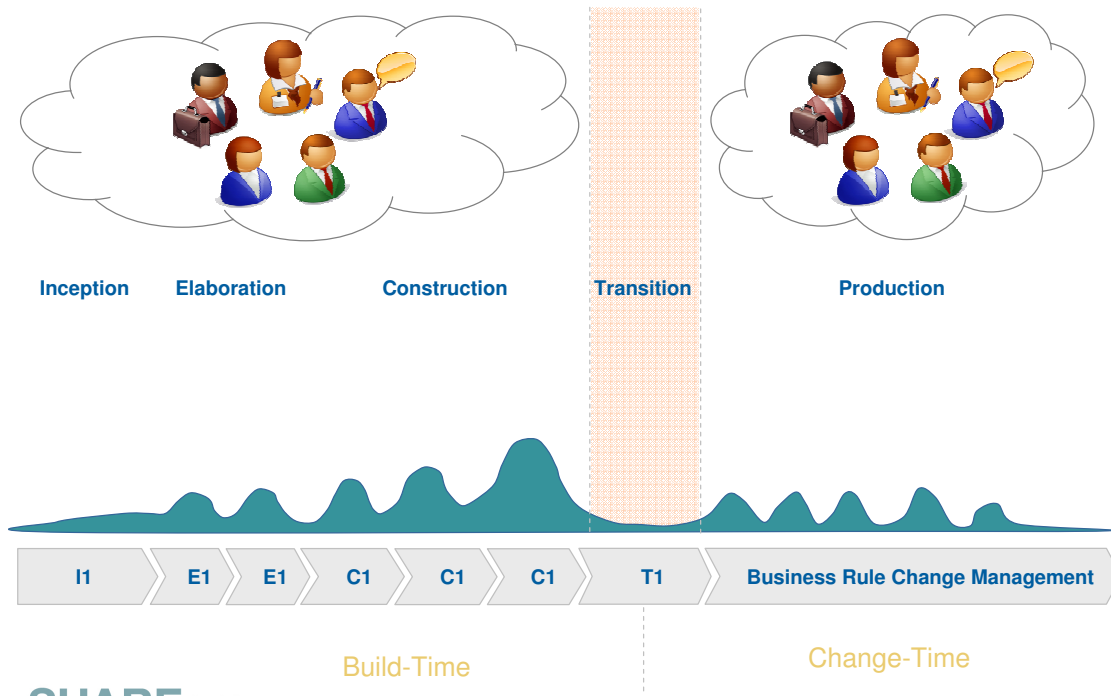 Inception Elaboration Construction Transition Production
I1 E1 E1 C1 C1 C1 T1 Business Rule Change Management
Build-Time Change-Time
SHARE